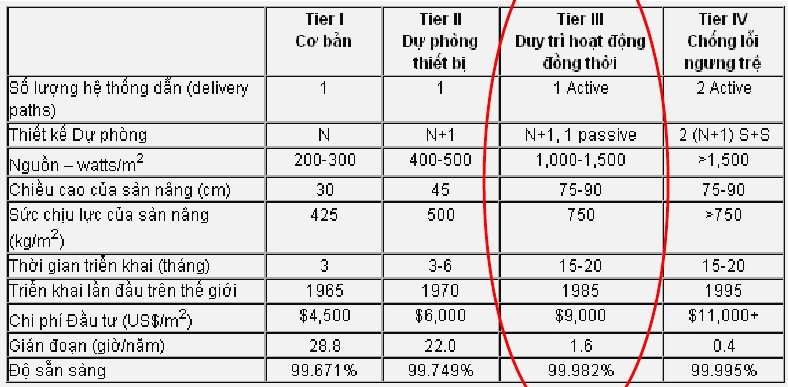 Tier I Tier II Tier III Tier IV
Cơ bản Dự phòng Duy trì hoạt động Chống lỗi
thiết bị đồng thời ngưng trệ
Số lượng hệ thống dẫn (delivery 1 1 1 Active 2 Active
paths)
Thiết kế Dự phòng N N+1 N+1, 1 passive 2 (N+1) S+S
Nguồn – watts/m2 200-300 400-500 1,000-1,500 >1,500
Chiều cao của sàn nâng (cm) 30 45 75-90 75-90
Sức chịu lực của sàn nâng 425 500 750 >750
(kg/m2)
Thời gian triển khai (tháng) 3 3-6 15-20 15-20
Triển khai lần đầu trên thế giới 1965 1970 1985 1995
Chi phí Đầu tư (US$/m2) $4,500 $6,000 $9,000 $11,000+
Gián đoạn (giờ/năm) 28.8 22.0 1.6 0.4
Độ sẵn sàng 99.671% 99.749% 99.982% 99.995%